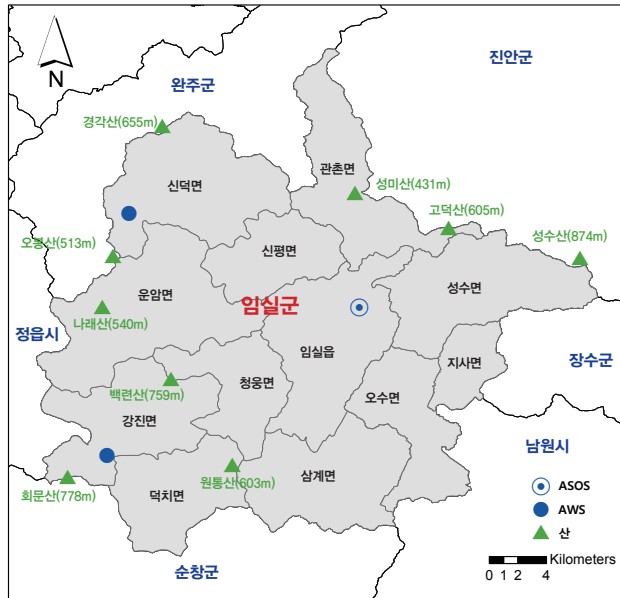 진안군
완주군
N
경각산(655m)
관촌면
신덕면
성미산(431m)
고덕산(605m)
성수산(874m)
오봉산(513m)
신평면
운암면
성수면
임실군
나래산(540m)
정읍시
임실읍
지사면
장수군
청웅면
백련산(759m)
오수면
강진면
남원시
삼계면
원통산(603m)
회문산(778m)
덕치면
ASOS
AWS
산
순창군
Kilometers
0 1 2 4